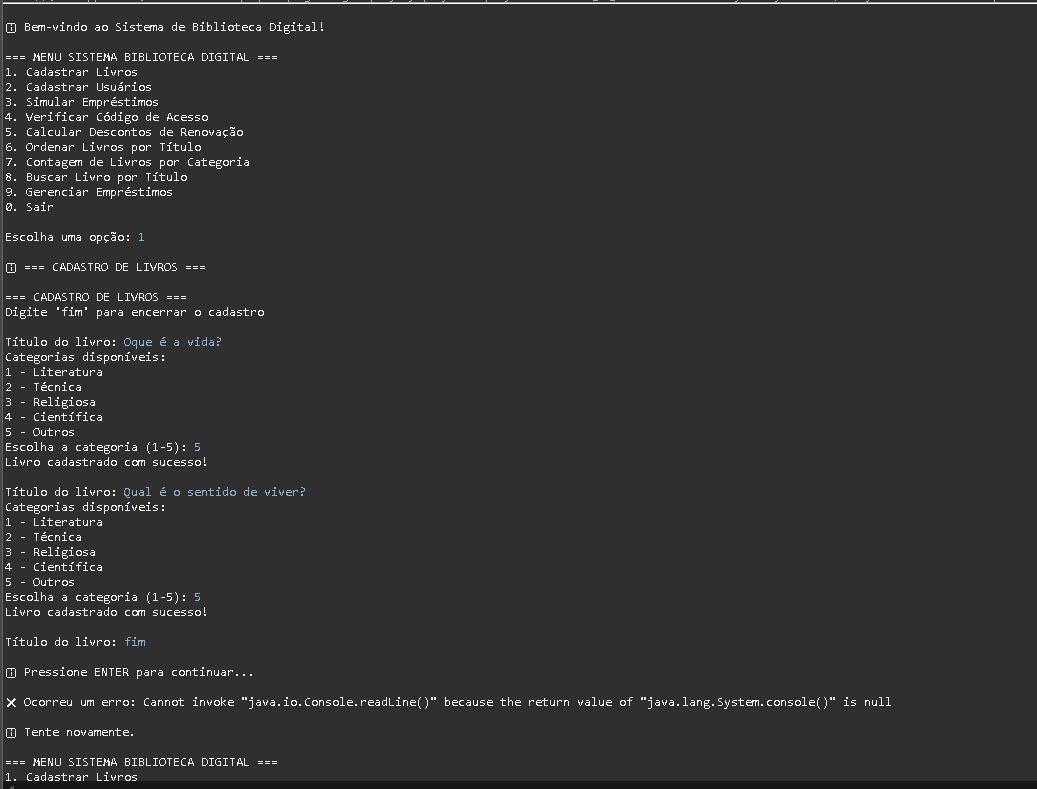 Bem-vindo ao Sistema de Biblioteca Digital!
=== MENU SISTEMA BIBLIOTECA DIGITAL ===
1. Cadastrar Livros
2. Cadastrar Usuários
3. Simular Empréstimos
4. Verificar Código de Acesso
5. Calcular Descontos de Renovação
6. Ordenar Livros por Título
7. Contagem de Livros por Categoria
8. Buscar Livro por Título
9. Gerenciar Empréstimos
0. Sair
Escolha uma opção: 1
=== CADASTRO DE LIVROS ===
=== CADASTRO DE LIVROS ===
Digite 'fim' para encerrar o cadastro
Título do livro: Oque é a vida?
Categorias disponíveis:
1 - Literatura
2 - Técnica
3 - Religiosa
4 - Científica
5 - Outros
Escolha a categoria (1-5): 5
Livro cadastrado com sucesso!
Título do livro: Qual é o sentido de viver?
Categorias disponíveis:
1 - Literatura
2 - Técnica
3 - Religiosa
4 - Científica
5 - Outros
Escolha a categoria (1-5): 5
Livro cadastrado com sucesso!
Título do livro: fim
Pressione ENTER para continuar...
❌ Ocorreu um erro: Cannot invoke "java.io.Console.readLine()" because the return value of "java.lang.System.console()" is null
Tente novamente.
=== MENU SISTEMA BIBLIOTECA DIGITAL ===
1. Cadastrar Livros